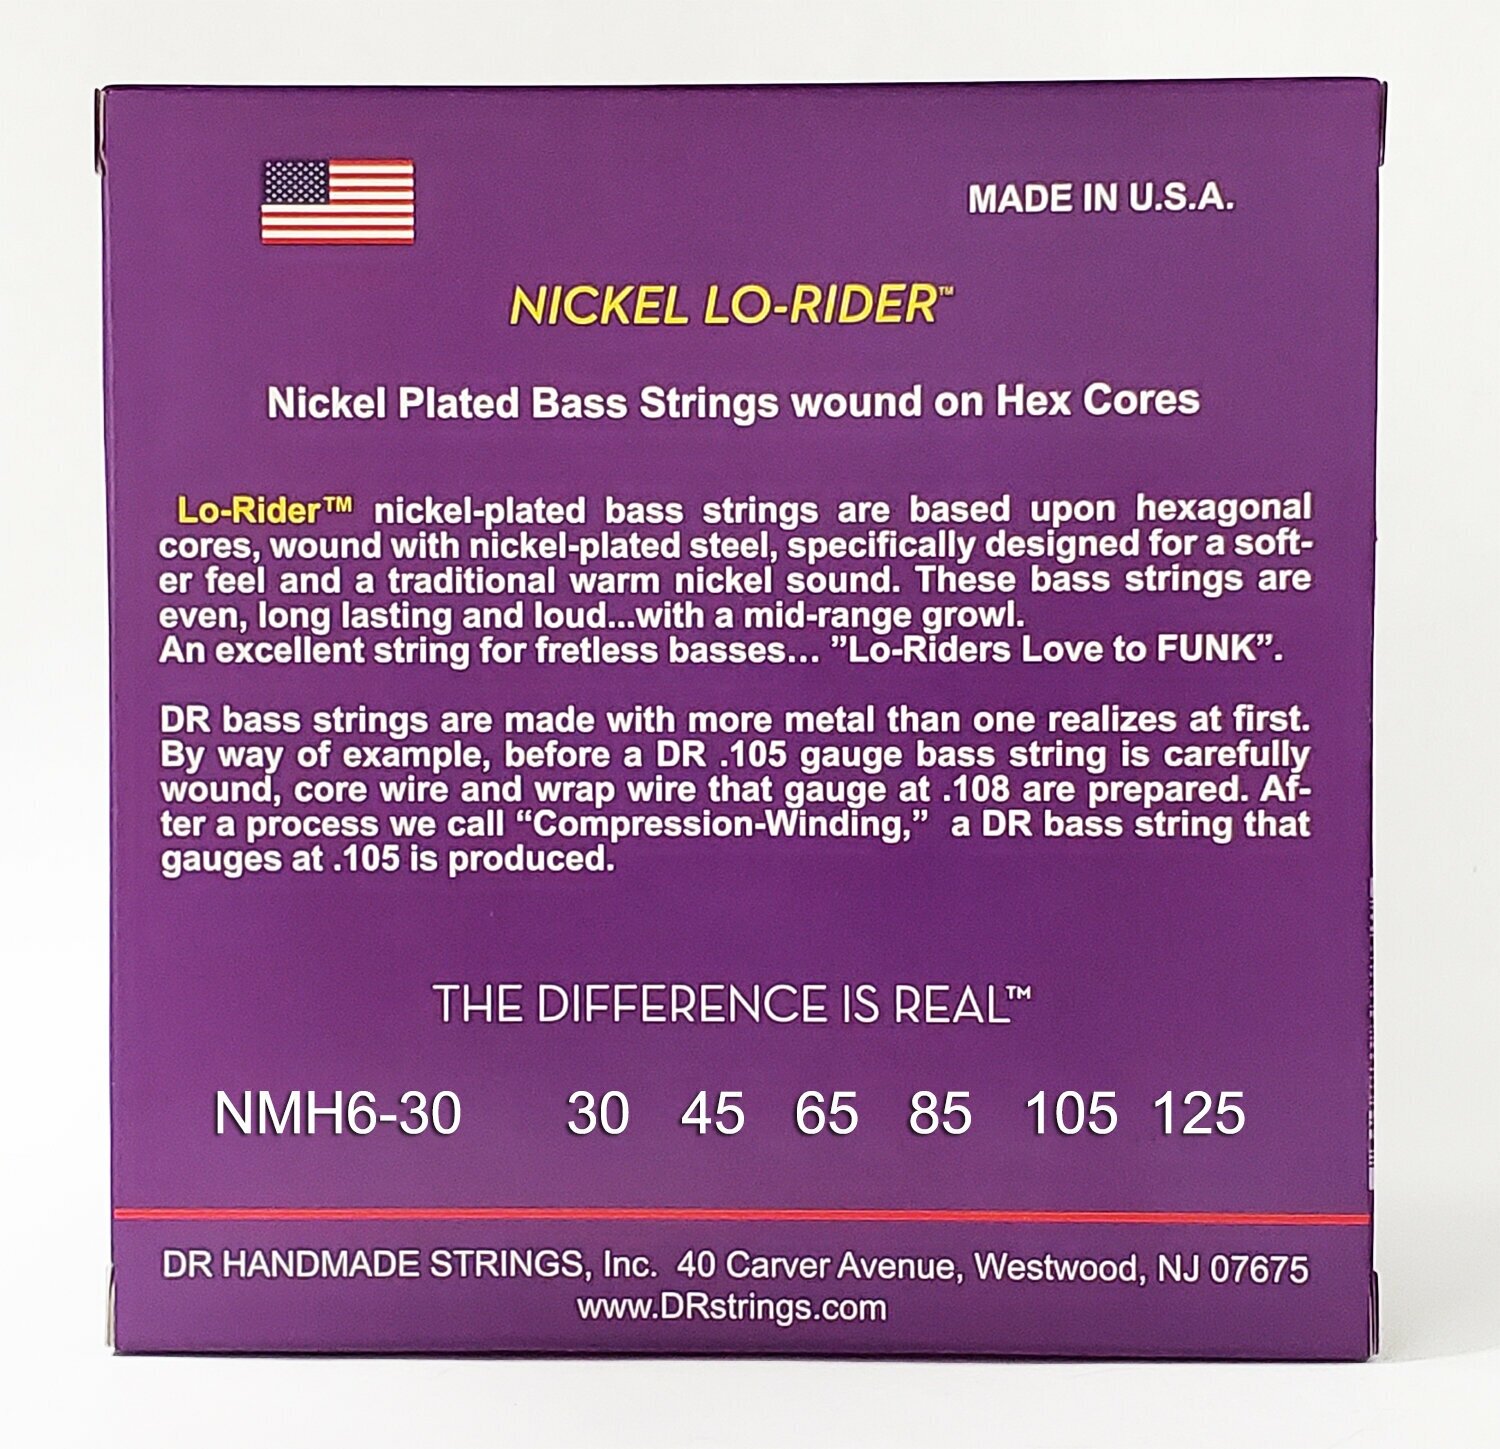 MADE IN U.S.A.
NICKEL LO-RIDER™
Nickel Plated Bass Strings wound on Hex Cores
Lo-Rider™ nickel-plated bass strings are based upon hexagonal
cores, wound with nickel-plated steel, specifically designed for a soft-
er feel and a traditional warm nickel sound. These bass strings are
even, long lasting and loud...with a mid-range growl.
An excellent string for fretless basses... ”Lo-Riders Love to FUNK”.
DR bass strings are made with more metal than one realizes at first.
By way of example, before a DR .105 gauge bass string is carefully
wound, core wire and wrap wire that gauge at .108 are prepared. Af-
ter a process we call “Compression-Winding,” a DR bass string that
gauges at .105 is produced.
THE DIFFERENCE IS REAL™
NMH6-30 30 45 65 85 105 125
DR HANDMADE STRINGS, Inc. 40 Carver Avenue, Westwood, NJ 07675
www.DRstrings.com